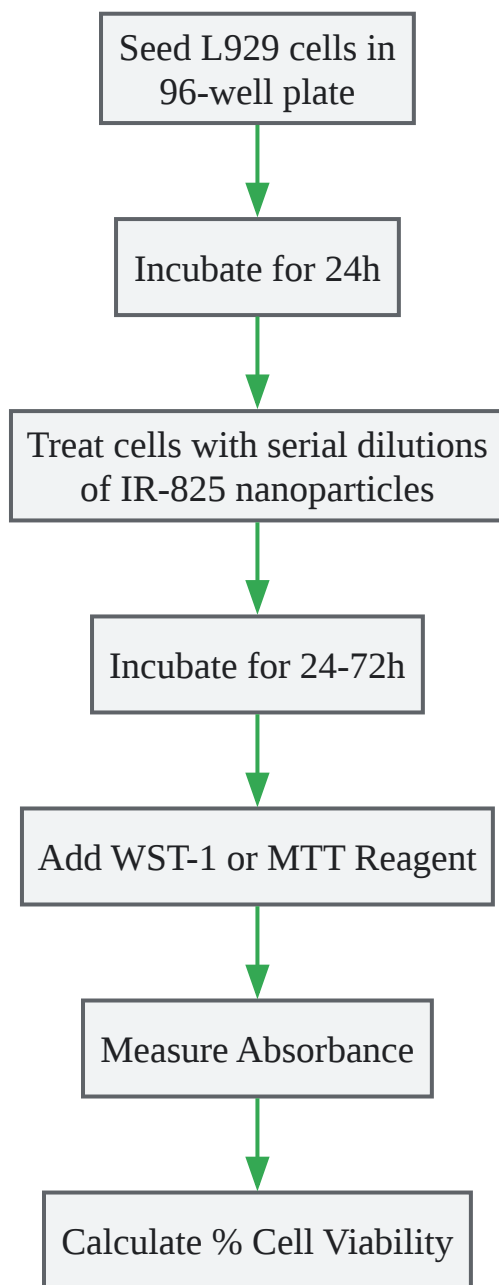 Seed L929 cells in
96-well plate
Incubate for 24h
Treat cells with serial dilutions
of IR-825 nanoparticles
Incubate for 24-72h
Add WST-1 or MTT Reagent
Measure Absorbance
Calculate % Cell Viability